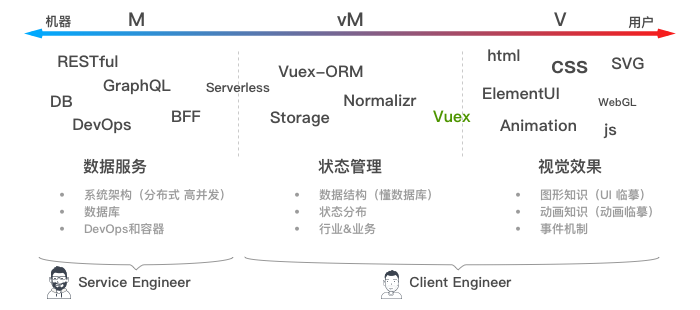 机器 M vM V 用户
RESTful
GraphQL
Serverless
DB
BFF
DevOps
Vuex-ORM
Normalizr
Storage
Vuex
html
CSS
SVG
ElementUI
WebGL
Animation
js
数据服务
• 系统架构（分布式 高并发）
• 数据库
• DevOps和容器
状态管理
• 数据结构（懂数据库）
• 状态分布
• 行业&业务
视觉效果
• 图形知识（UI 临摹）
• 动画知识（动画临摹）
• 事件机制
Service Engineer
Client Engineer